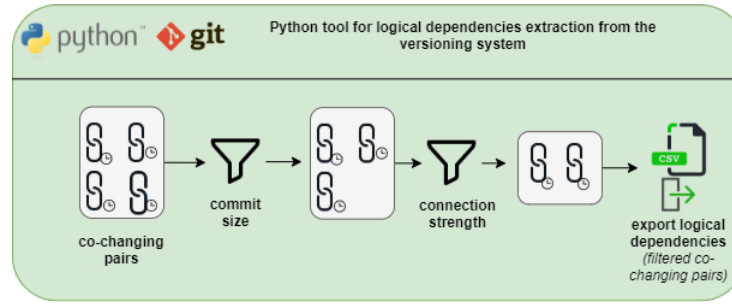 python™
git
Python tool for logical dependencies extraction from the
versioning system
co-changing
pairs
commit
size
connection
strength
CSV
export logical
dependencies
(filtered co-
changing pairs)